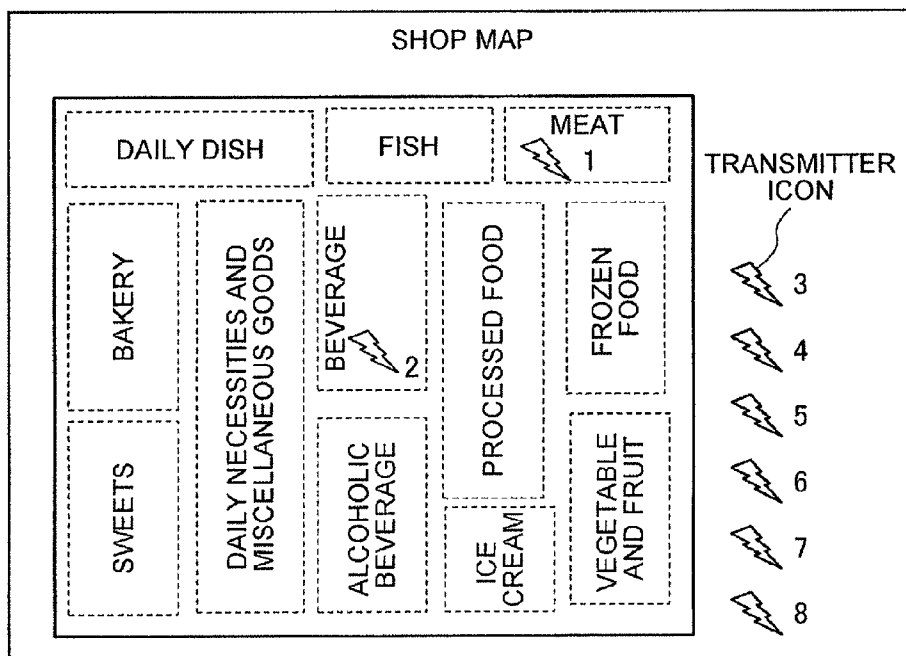 SHOP MAP
DAILY DISH
FISH
MEAT
1
TRANSMITTER
ICON
BAKERY
DAILY NECESSITIES AND
MISCELLANEOUS GOODS
BEVERAGE
2
PROCESSED FOOD
FROZEN
FOOD
SWEETS
ALCOHOLIC
BEVERAGE
ICE
CREAM
VEGETABLE
AND FRUIT
3
4
5
6
7
8